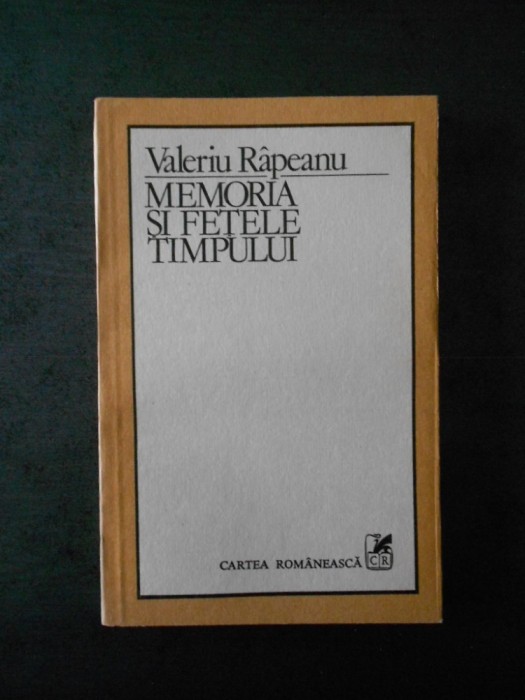 Valeriu Râpeanu
MEMORIA
ȘI FEȚELE
TIMPULUI
CARTEA ROMÂNEASCĂ
CR